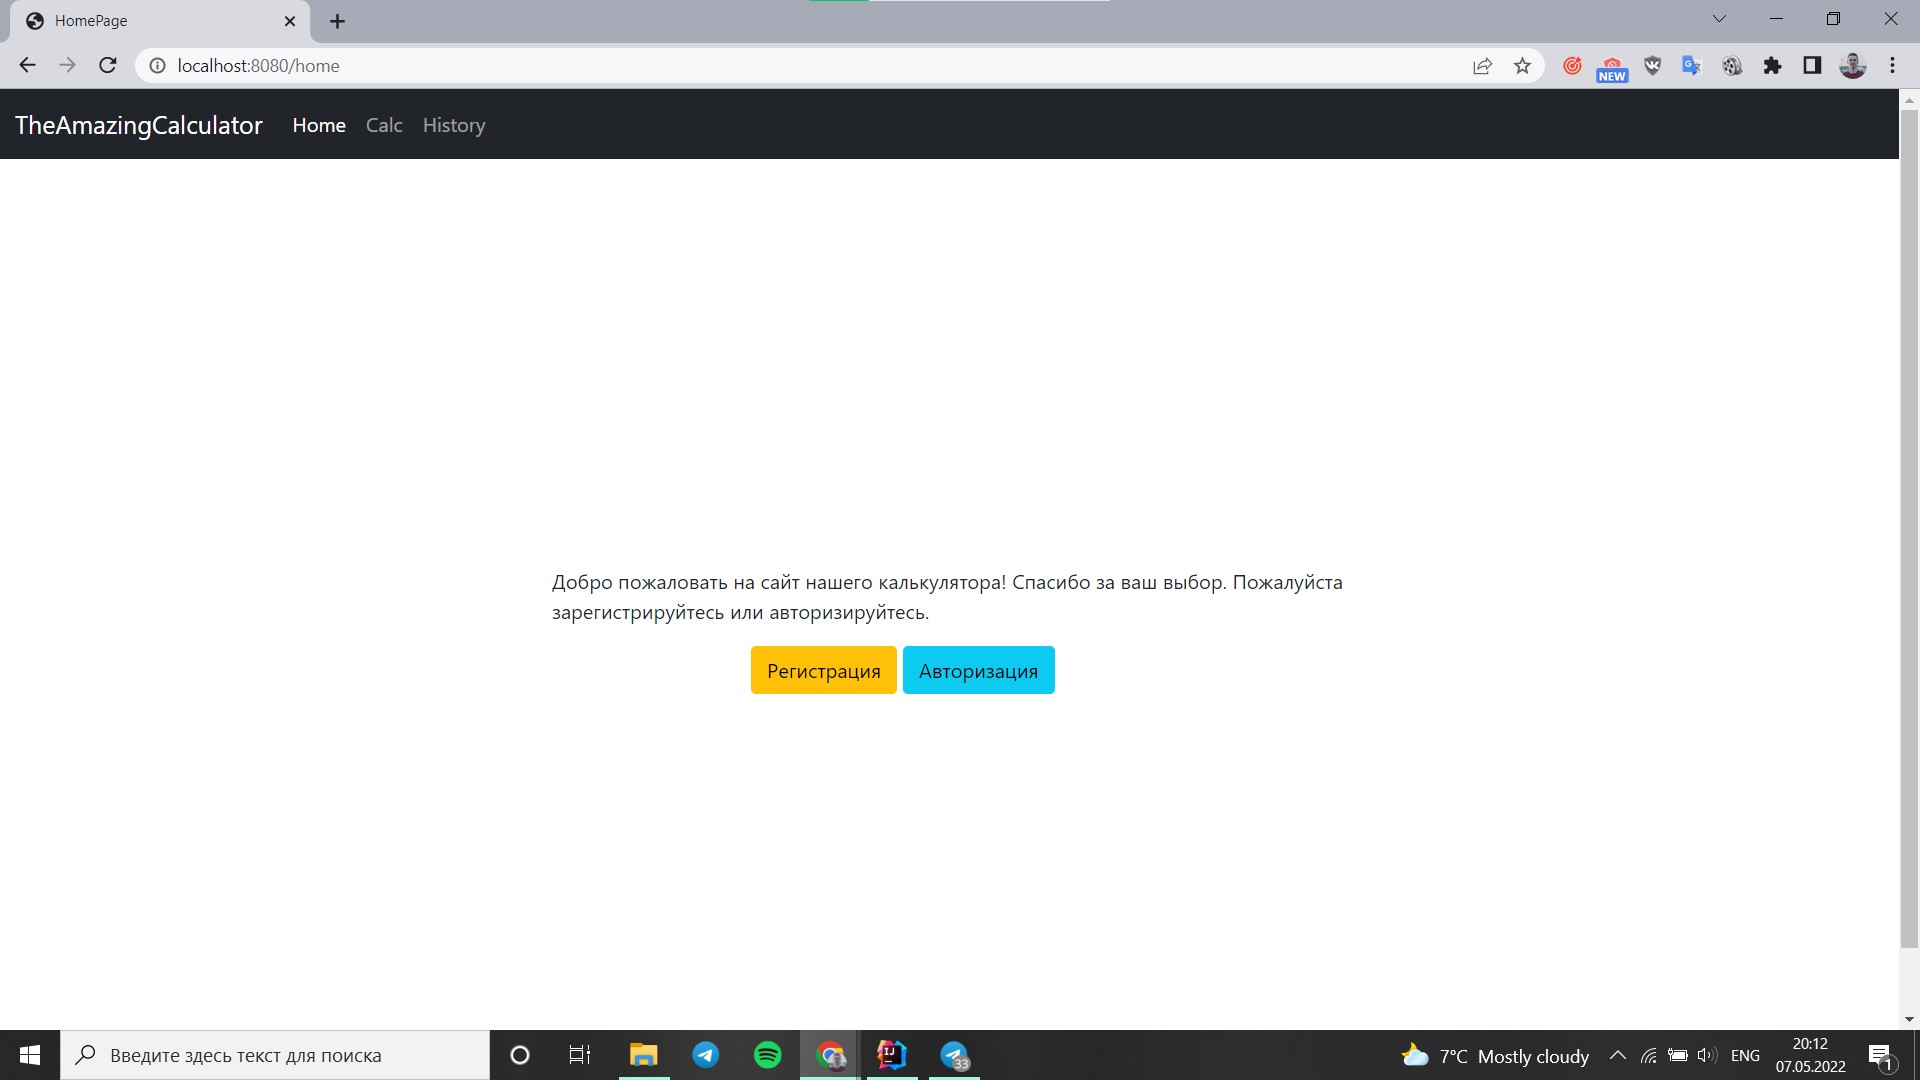 HomePage
localhost:8080/home
NEW
TheAmazingCalculator Home Calc History
Добро пожаловать на сайт нашего калькулятора! Спасибо за ваш выбор. Пожалуйста
зарегистрируйтесь или авторизируйтесь.
Регистрация Авторизация
Введите здесь текст для поиска
33
7°C Mostly cloudy
ENG
20:12
07.05.2022
1